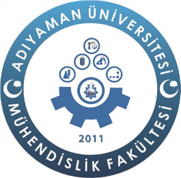 ADIYAMAN ÜNİVERSİTESİ
2011
MÜHENDİSLİK FAKÜLTESİ